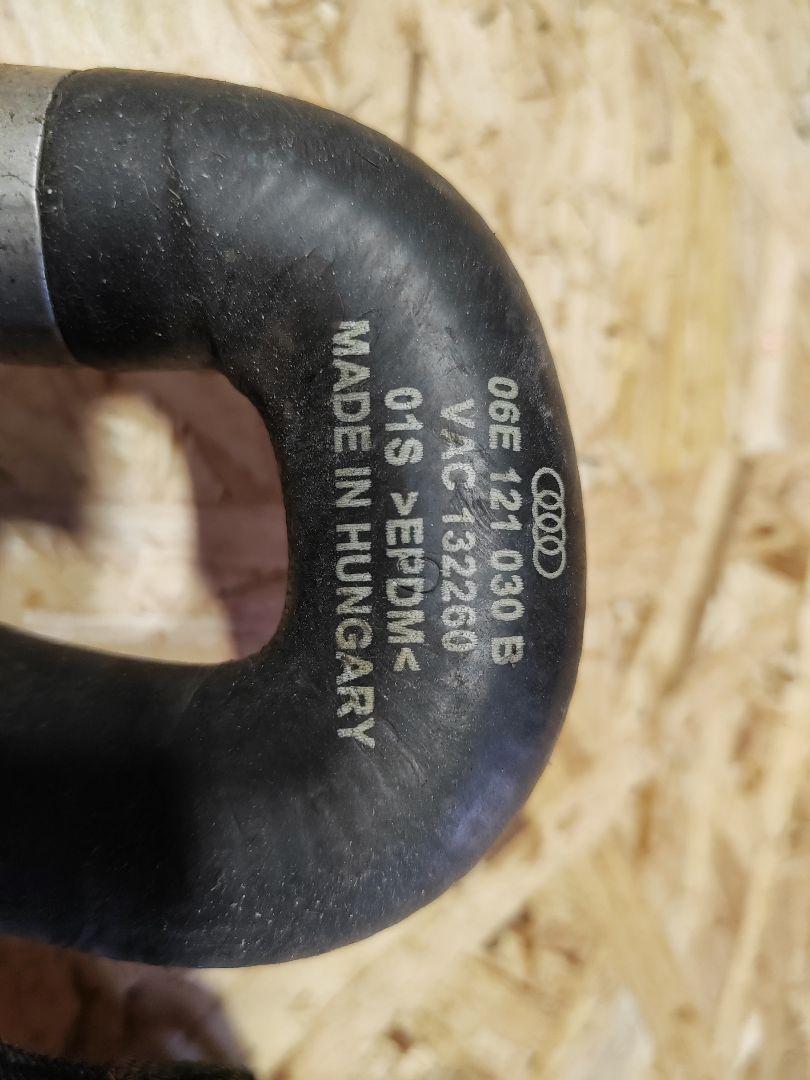 06E 121 030 B
VAC 132260
01S >EPDM<
MADE IN HUNGARY